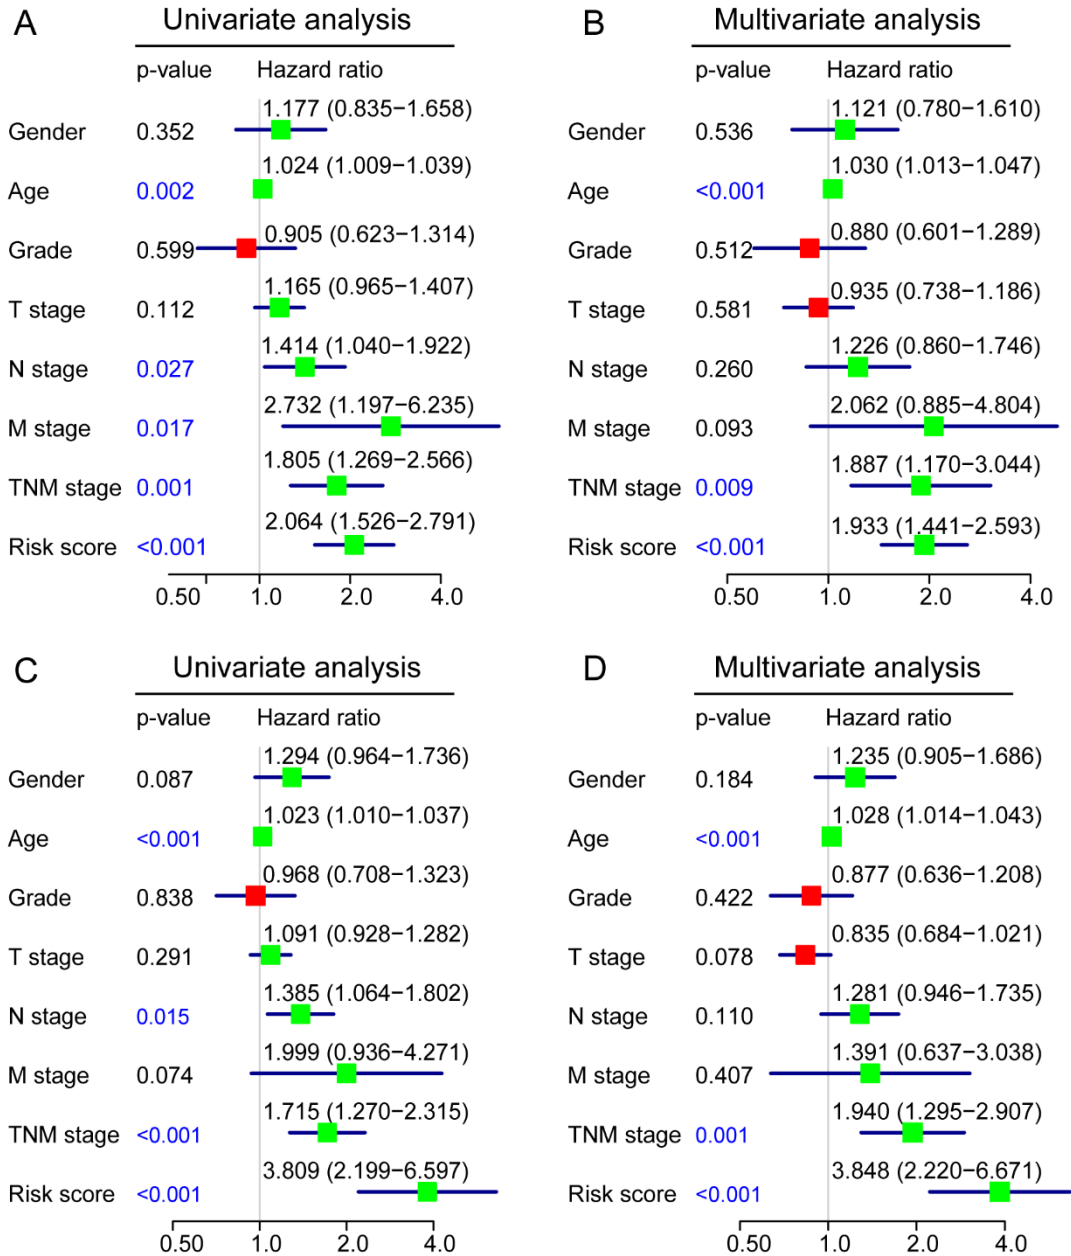 A Univariate analysis
p-value Hazard ratio
Gender 0.352 1.177 (0.835−1.658)
Age 0.002 1.024 (1.009−1.039)
Grade 0.599 0.905 (0.623−1.314)
T stage 0.112 1.165 (0.965−1.407)
N stage 0.027 1.414 (1.040−1.922)
M stage 0.017 2.732 (1.197−6.235)
TNM stage 0.001 1.805 (1.269−2.566)
Risk score <0.001 2.064 (1.526−2.791)
0.50 1.0 2.0 4.0
B Multivariate analysis
p-value Hazard ratio
Gender 0.536 1.121 (0.780−1.610)
Age <0.001 1.030 (1.013−1.047)
Grade 0.512 0.880 (0.601−1.289)
T stage 0.581 0.935 (0.738−1.186)
N stage 0.260 1.226 (0.860−1.746)
M stage 0.093 2.062 (0.885−4.804)
TNM stage 0.009 1.887 (1.170−3.044)
Risk score <0.001 1.933 (1.441−2.593)
0.50 1.0 2.0 4.0
C Univariate analysis
p-value Hazard ratio
Gender 0.087 1.294 (0.964−1.736)
Age <0.001 1.023 (1.010−1.037)
Grade 0.838 0.968 (0.708−1.323)
T stage 0.291 1.091 (0.928−1.282)
N stage 0.015 1.385 (1.064−1.802)
M stage 0.074 1.999 (0.936−4.271)
TNM stage <0.001 1.715 (1.270−2.315)
Risk score <0.001 3.809 (2.199−6.597)
0.50 1.0 2.0 4.0
D Multivariate analysis
p-value Hazard ratio
Gender 0.184 1.235 (0.905−1.686)
Age <0.001 1.028 (1.014−1.043)
Grade 0.422 0.877 (0.636−1.208)
T stage 0.078 0.835 (0.684−1.021)
N stage 0.110 1.281 (0.946−1.735)
M stage 0.407 1.391 (0.637−3.038)
TNM stage 0.001 1.940 (1.295−2.907)
Risk score <0.001 3.848 (2.220−6.671)
0.50 1.0 2.0 4.0